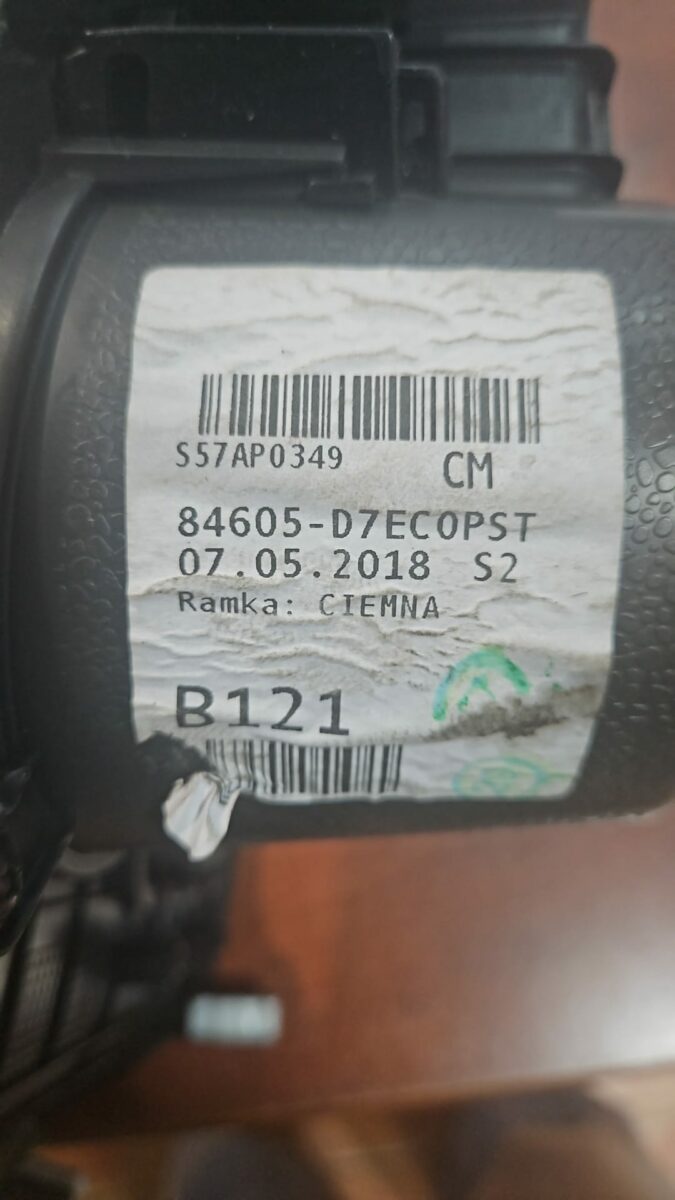 S57AP0349
CM
84605-D7EC0PST
07.05.2018 S2
Ramka: CIEMNA
B121